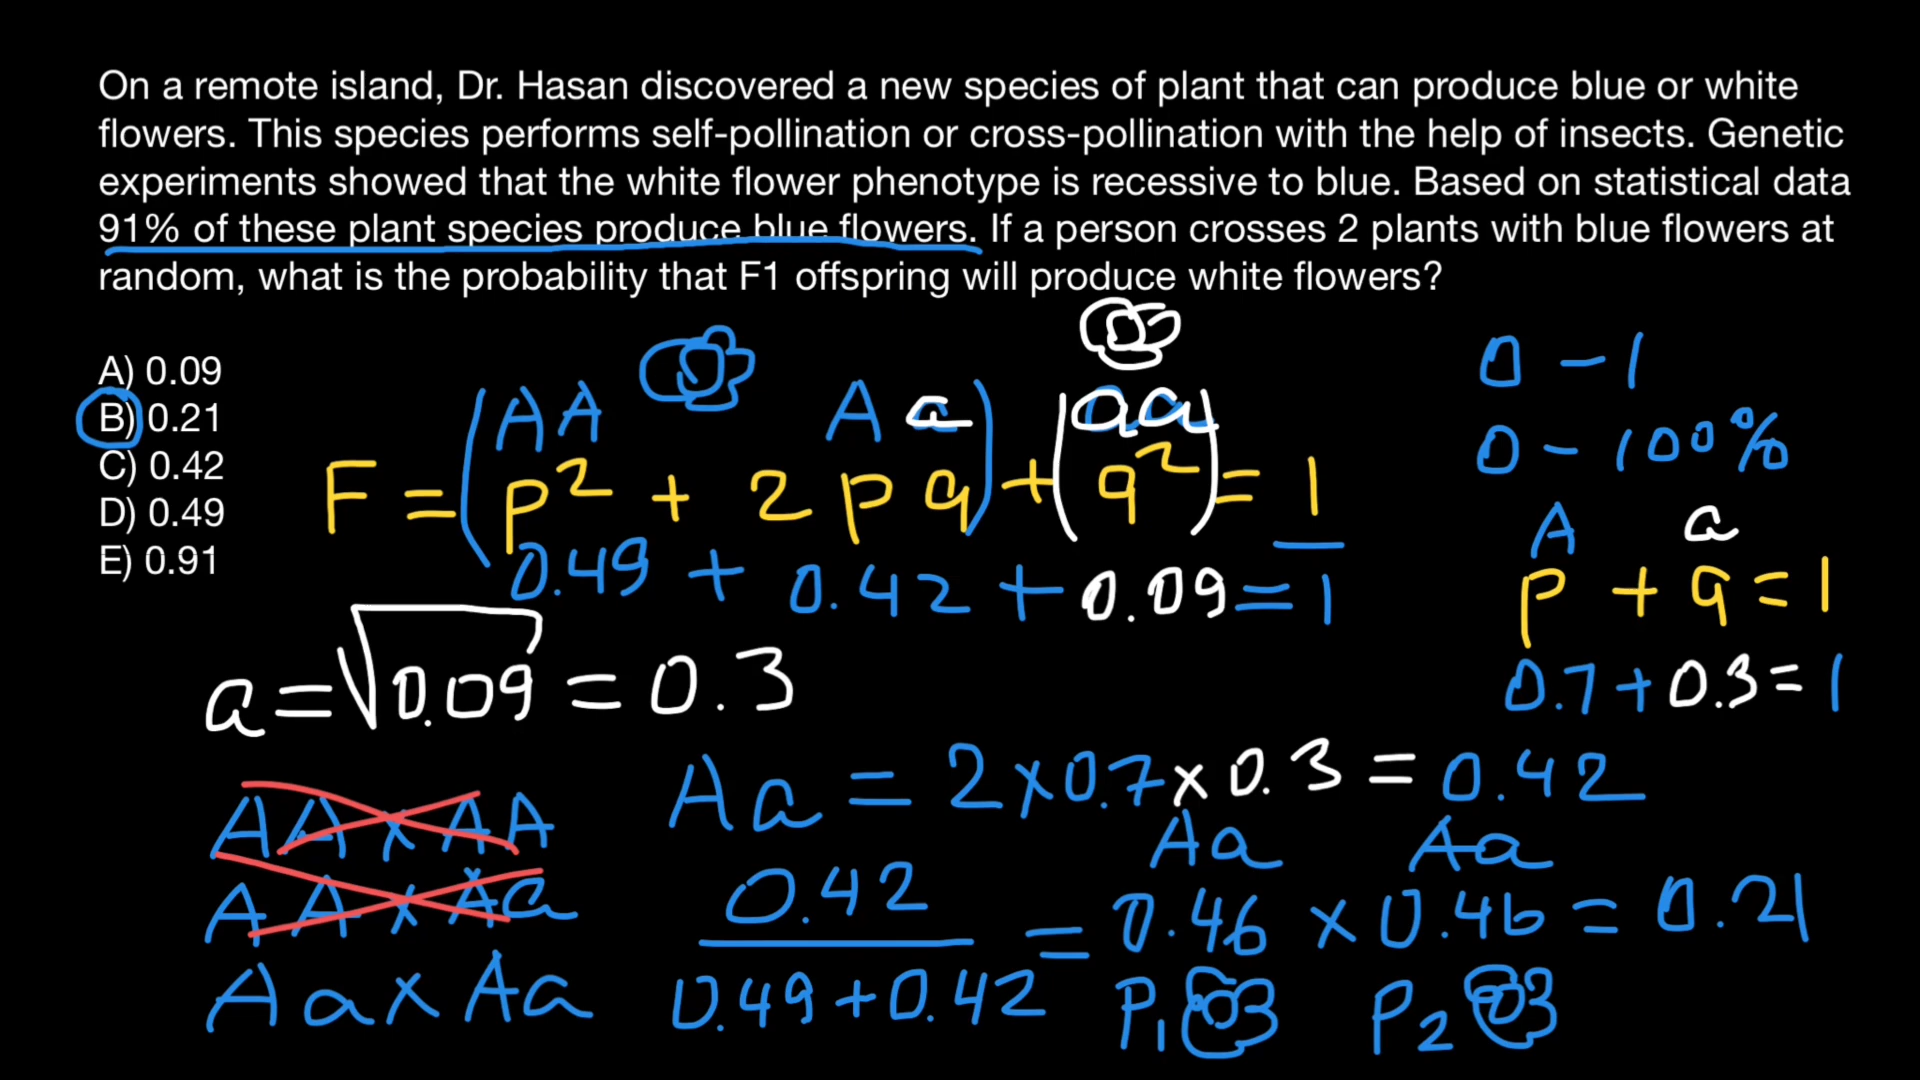 On a remote island, Dr. Hasan discovered a new species of plant that can produce blue or white
flowers. This species performs self-pollination or cross-pollination with the help of insects. Genetic
experiments showed that the white flower phenotype is recessive to blue. Based on statistical data
91% of these plant species produce blue flowers. If a person crosses 2 plants with blue flowers at
random, what is the probability that F1 offspring will produce white flowers?
A) 0.09
B) 0.21
C) 0.42
D) 0.49
E) 0.91
0 - 1
0 - 100%
AA Aa aa
F = (p² + 2pq) + (q²) = 1
0.49 + 0.42 + 0.09 = 1
A a
p + q = 1
0.7 + 0.3 = 1
a = √0.09 = 0.3
Aa = 2 x 0.7 x 0.3 = 0.42
AA x AA
AA x Aa
Aa x Aa
Aa Aa
0.42
0.49 + 0.42
= 0.46 x 0.46 = 0.21
P1 P2